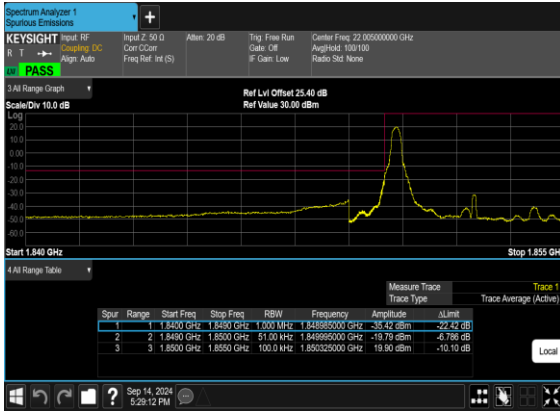 Spectrum Analyzer 1
Spurious Emissions
+
KEYSIGHT Input: RF Input Z: 50 Ω Atten: 20 dB Trig: Free Run Center Freq: 22.005000000 GHz
R T Coupling: DC Corr CCorr Gate: Off Avg|Hold: 100/100
Align: Auto Freq Ref: Int (S) IF Gain: Low Radio Std: None
PASS
3 All Range Graph
Ref Lvl Offset 25.40 dB
Scale/Div 10.0 dB Ref Value 30.00 dBm
Log
20.0
10.0
0.00
-10.0
-20.0
-30.0
-40.0
-50.0
-60.0
Start 1.840 GHz Stop 1.855 GH
4 All Range Table
Measure Trace Trace 1
Trace Type Trace Average (Active)
Spur Range Start Freq Stop Freq RBW Frequency Amplitude ΔLimit
1 1 1.8400 GHz 1.8490 GHz 1.000 MHz 1.848985000 GHz -35.42 dBm -22.42 dB
2 2 1.8490 GHz 1.8500 GHz 51.00 kHz 1.849995000 GHz -19.79 dBm -6.786 dB
3 3 1.8500 GHz 1.8550 GHz 100.0 kHz 1.850325000 GHz 19.90 dBm -10.10 dB
Local
? Sep 14, 2024
5:29:12 PM